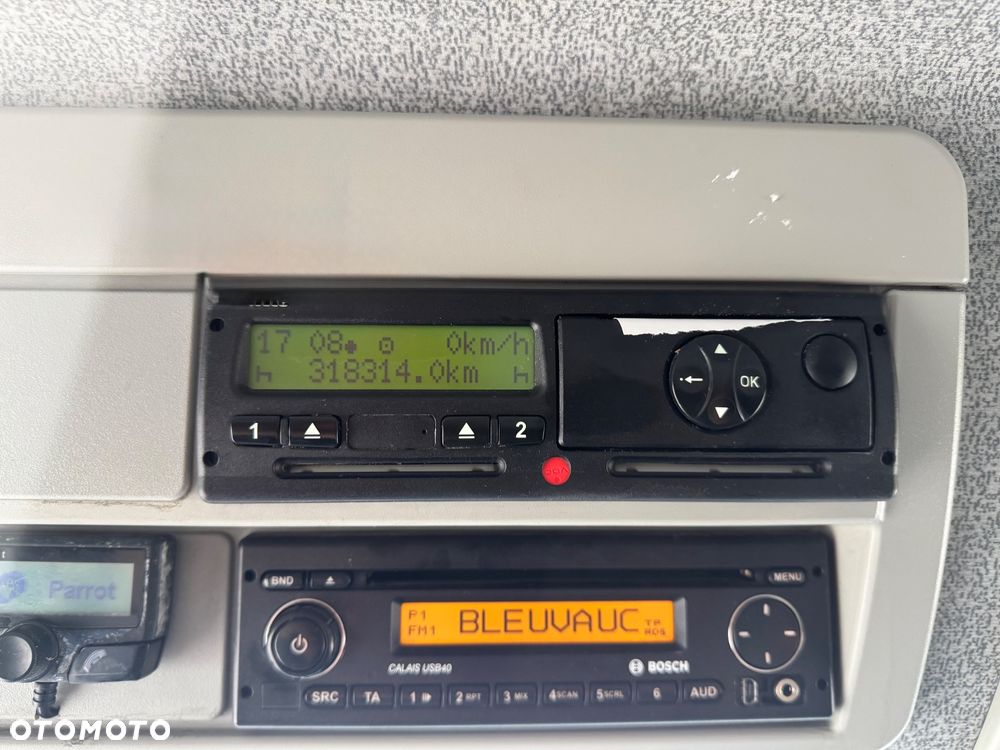 17 08 0km/h
h 318314.0km h
1 2
OK
t
Parrot
BND MENU
P1
FM1 BLEUVAUC TP
RDS
CALAIS USB40 BOSCH
SRC TA 1 2 RPT 3 MIX 4 SCAN 5 SCRL 6 AUD
OTOMOTO